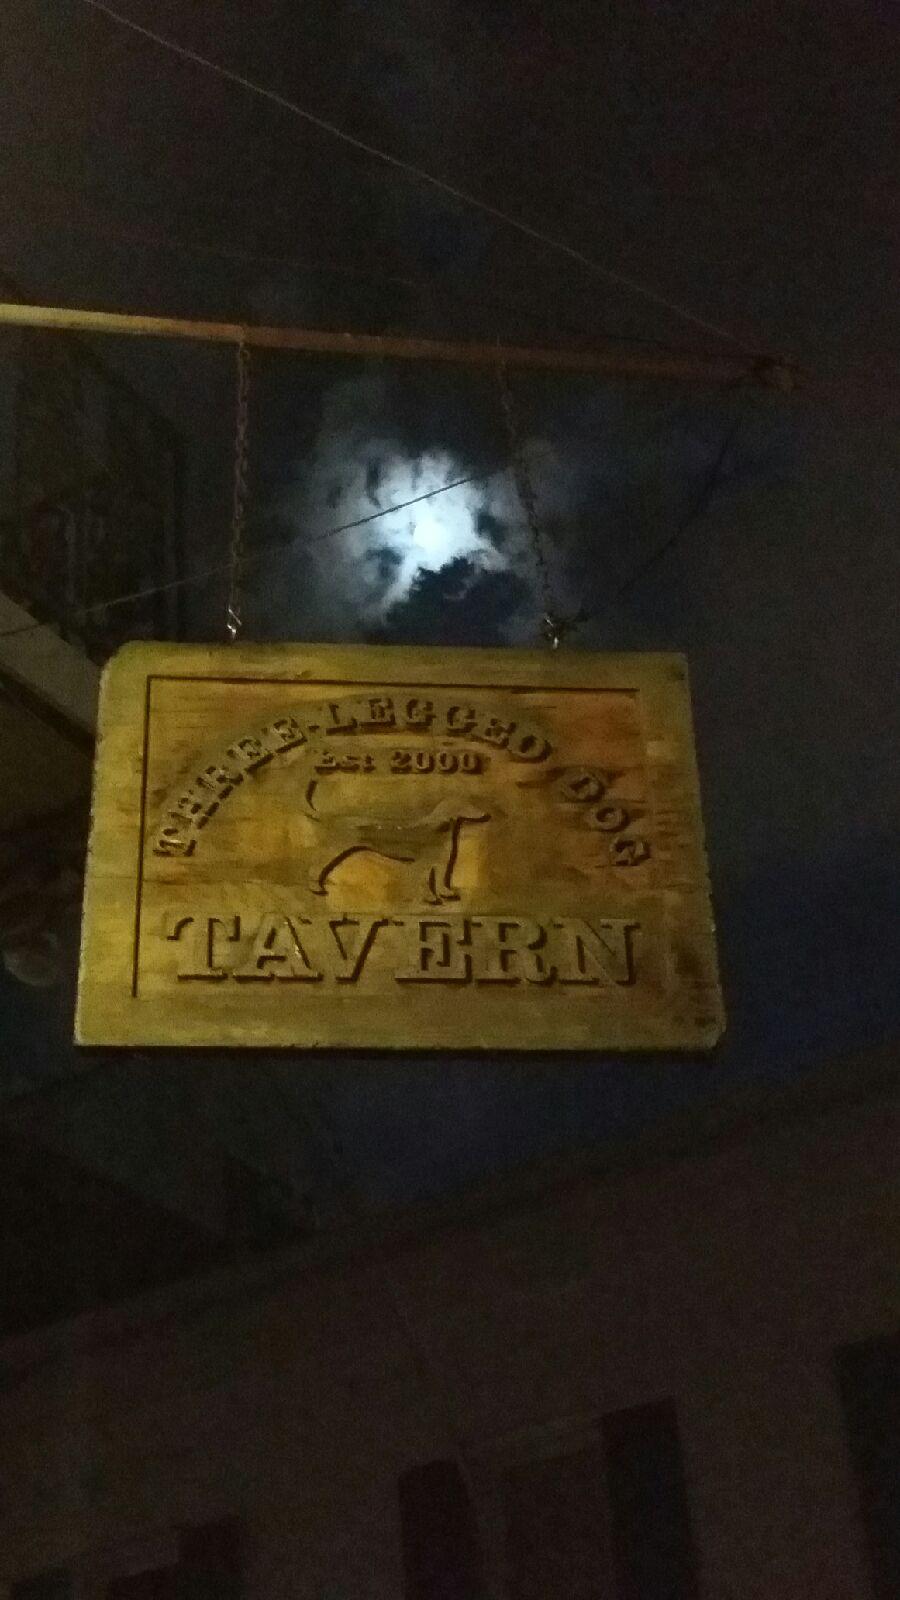 THREE-LEGGED DOG
Est 2000
TAVERN